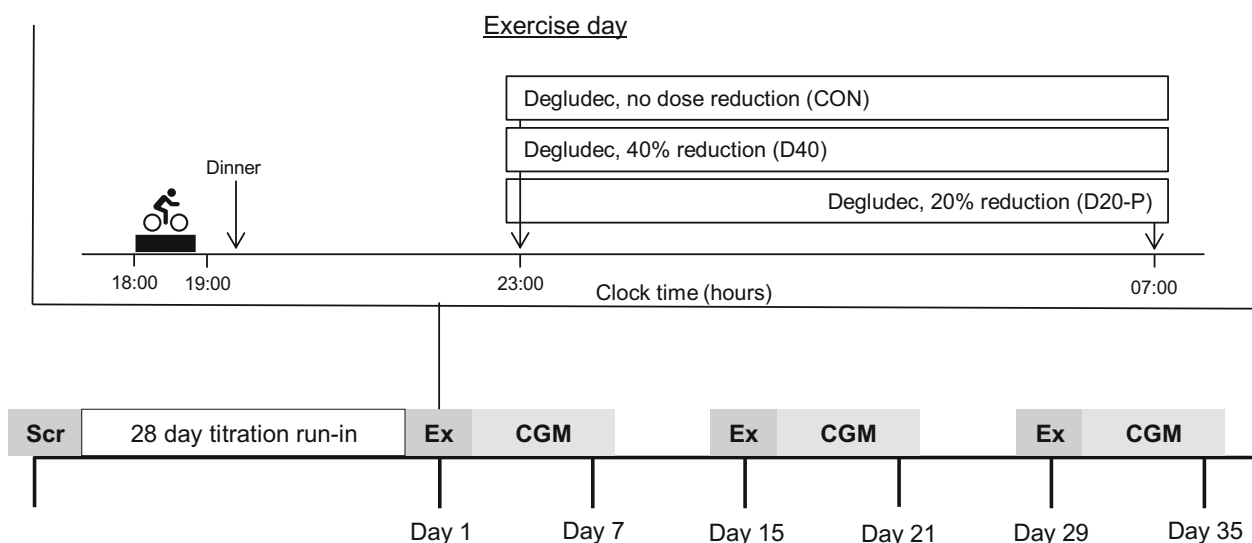 Exercise day
Degludec, no dose reduction (CON)
Degludec, 40% reduction (D40)
Dinner
Degludec, 20% reduction (D20-P)
18:00 19:00 23:00 07:00
Clock time (hours)
Scr 28 day titration run-in Ex CGM Ex CGM Ex CGM
Day 1 Day 7 Day 15 Day 21 Day 29 Day 35